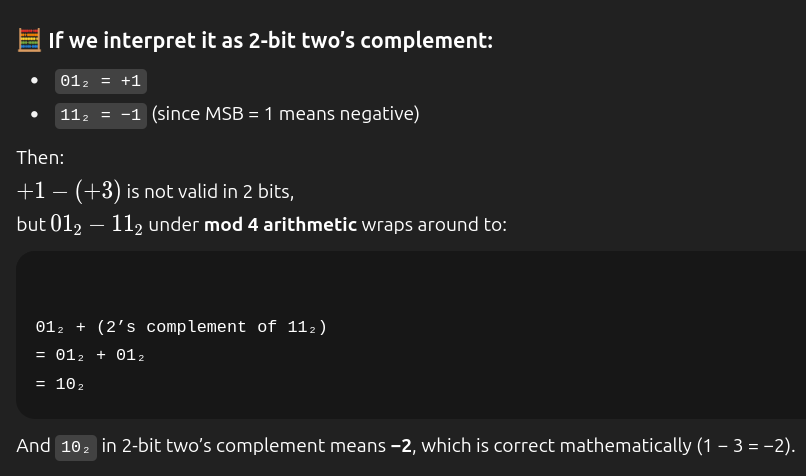 🧮 If we interpret it as 2-bit two’s complement:
• 01₂ = +1
• 11₂ = −1 (since MSB = 1 means negative)
Then:
+1 − (+3) is not valid in 2 bits,
but 01₂ − 11₂ under mod 4 arithmetic wraps around to:
01₂ + (2’s complement of 11₂)
= 01₂ + 01₂
= 10₂
And 10₂ in 2-bit two’s complement means −2, which is correct mathematically (1 − 3 = −2).